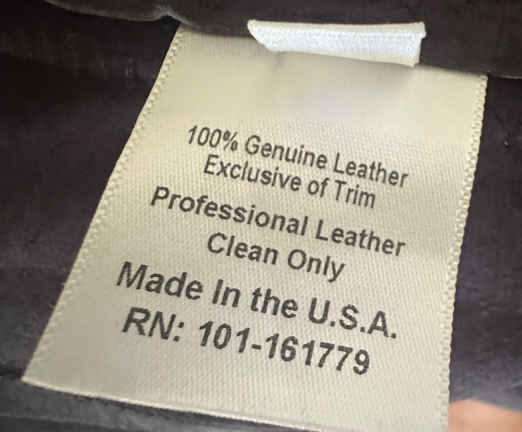 100% Genuine Leather
Exclusive of Trim
Professional Leather
Clean Only
Made In the U.S.A.
RN: 101-161779